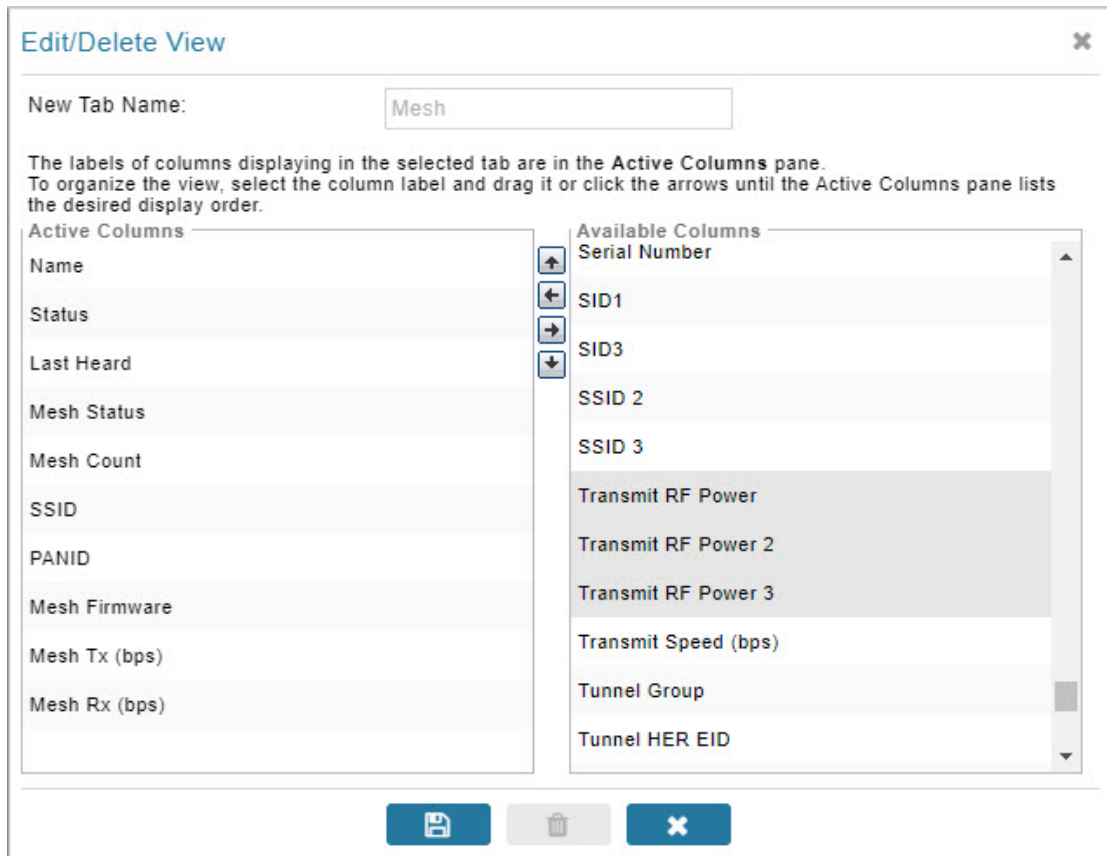 Edit/Delete View
New Tab Name:
Mesh
The labels of columns displaying in the selected tab are in the Active Columns pane.
To organize the view, select the column label and drag it or click the arrows until the Active Columns pane lists
the desired display order.
Active Columns
Name
Status
Last Heard
Mesh Status
Mesh Count
SSID
PANID
Mesh Firmware
Mesh Tx (bps)
Mesh Rx (bps)
Available Columns
Serial Number
SID1
SID3
SSID 2
SSID 3
Transmit RF Power
Transmit RF Power 2
Transmit RF Power 3
Transmit Speed (bps)
Tunnel Group
Tunnel HER EID